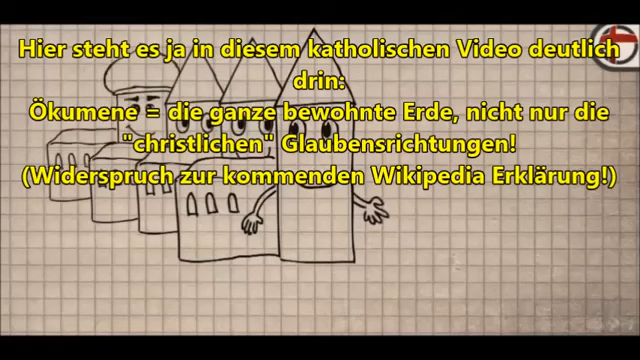 Hier steht es ja in diesem katholischen Video deutlich
drin:
Ökumene = die ganze bewohnte Erde, nicht nur die
"christlichen" Glaubensrichtungen!
(Widerspruch zur kommenden Wikipedia Erklärung!)